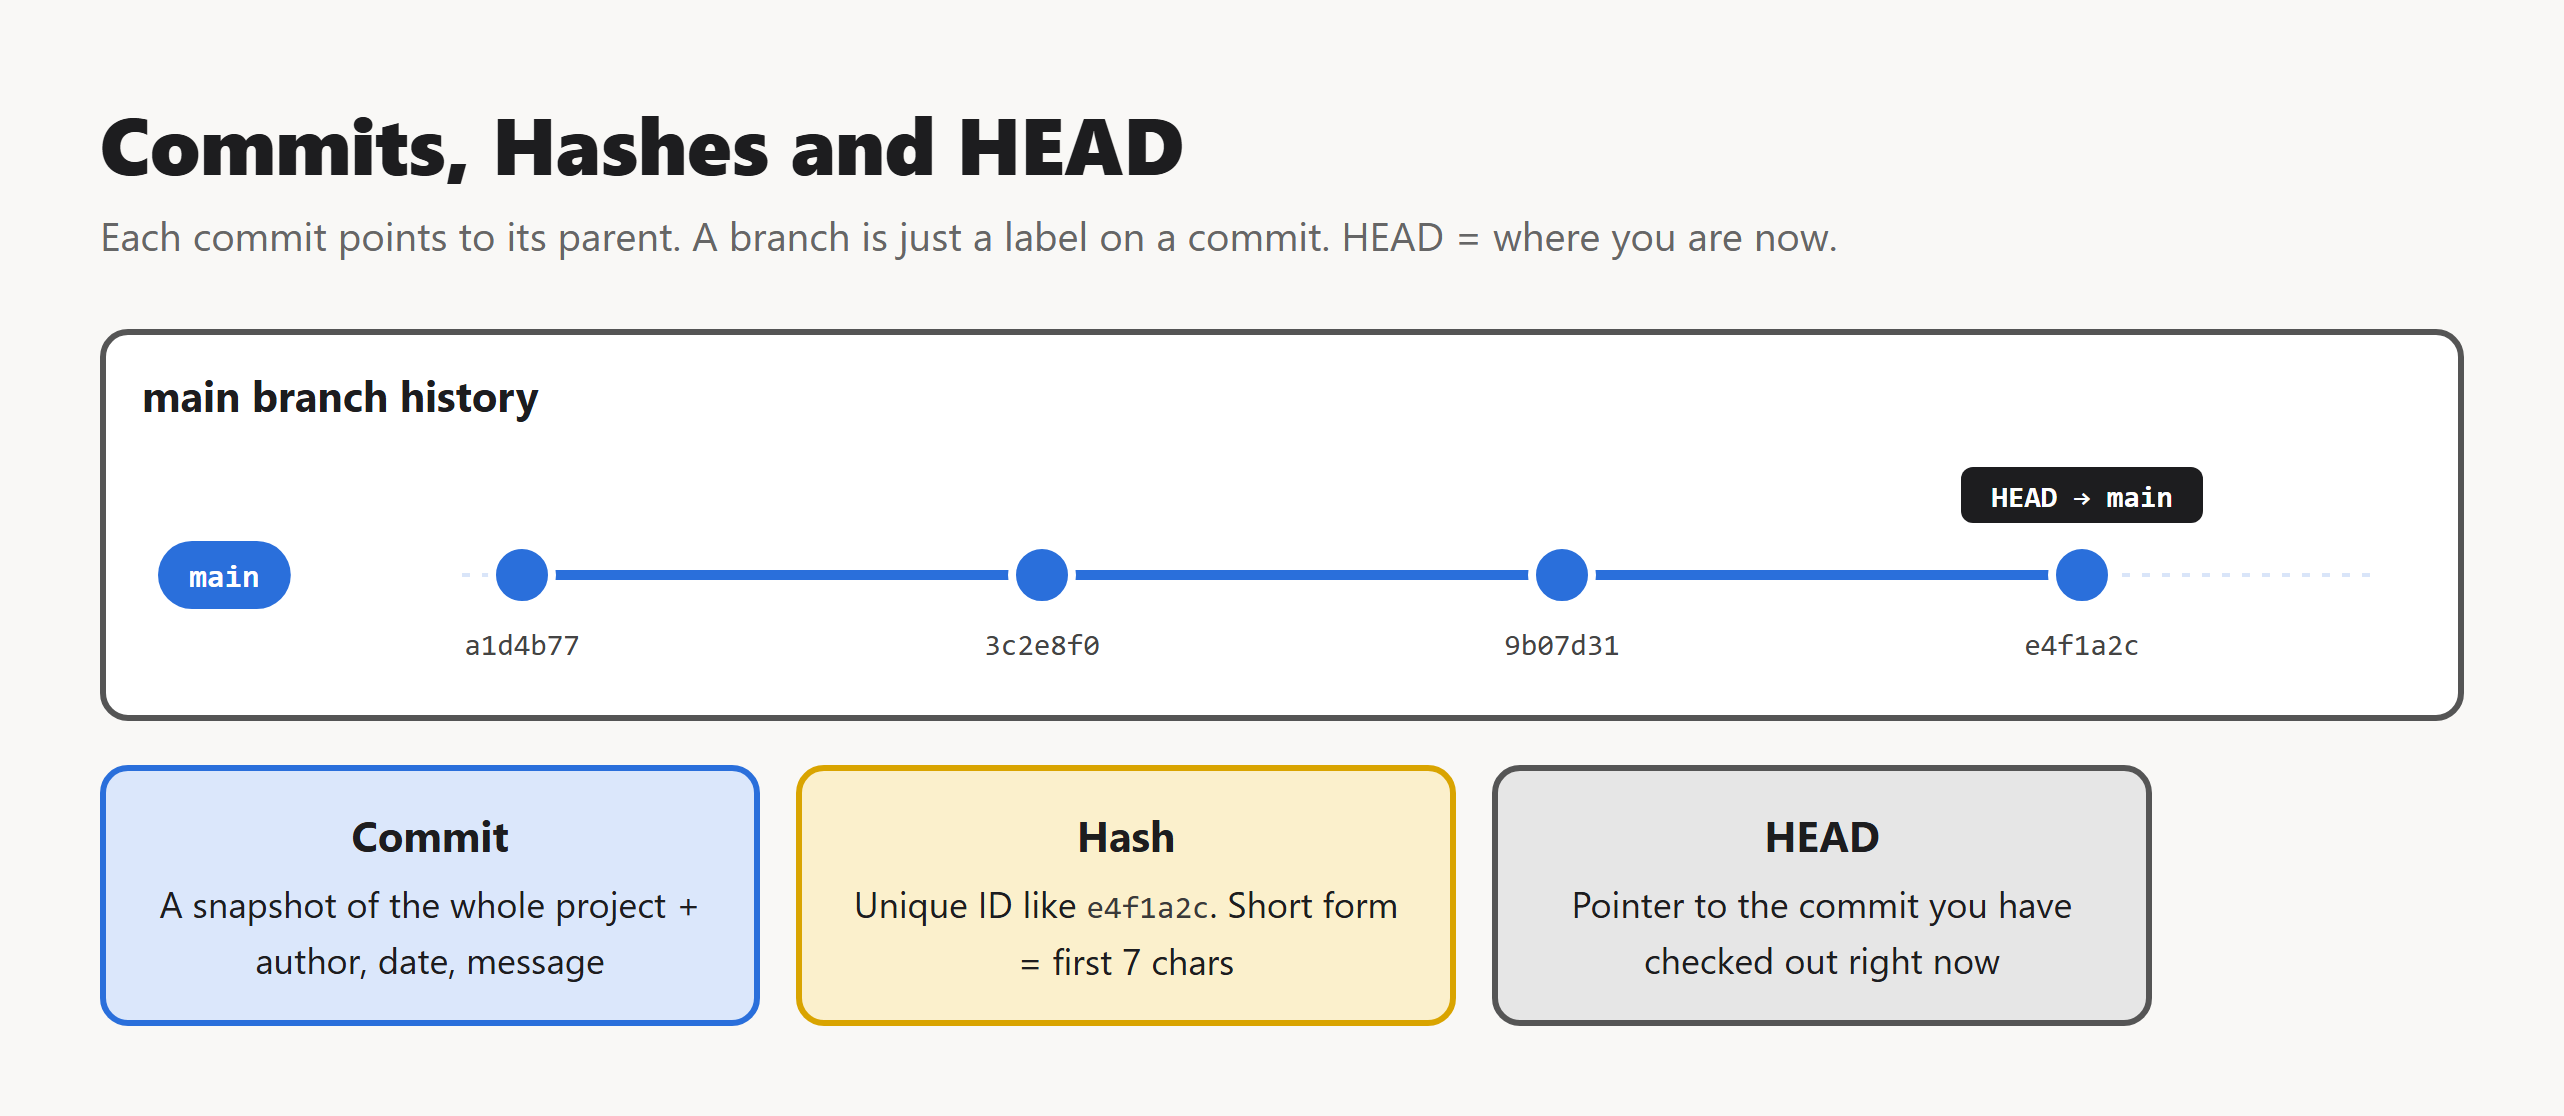 Commits, Hashes and HEAD
Each commit points to its parent. A branch is just a label on a commit. HEAD = where you are now.
main branch history
HEAD → main
main
a1d4b77
3c2e8f0
9b07d31
e4f1a2c
Commit
A snapshot of the whole project +
author, date, message
Hash
Unique ID like e4f1a2c. Short form
= first 7 chars
HEAD
Pointer to the commit you have
checked out right now